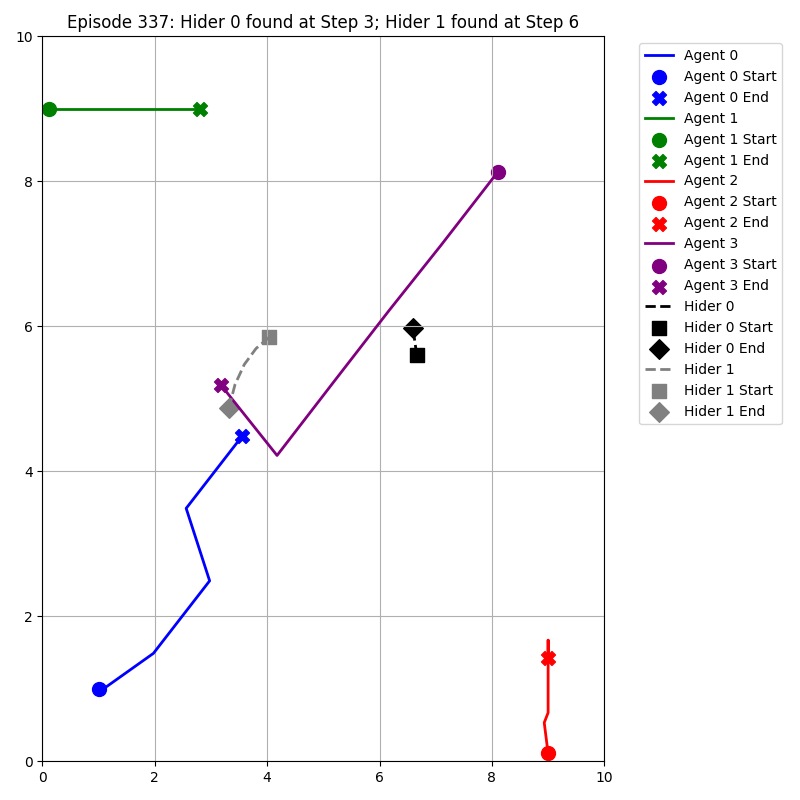 Episode 337: Hider 0 found at Step 3; Hider 1 found at Step 6
10
8
6
4
2
0
0 2 4 6 8 10
Agent 0
Agent 0 Start
Agent 0 End
Agent 1
Agent 1 Start
Agent 1 End
Agent 2
Agent 2 Start
Agent 2 End
Agent 3
Agent 3 Start
Agent 3 End
Hider 0
Hider 0 Start
Hider 0 End
Hider 1
Hider 1 Start
Hider 1 End